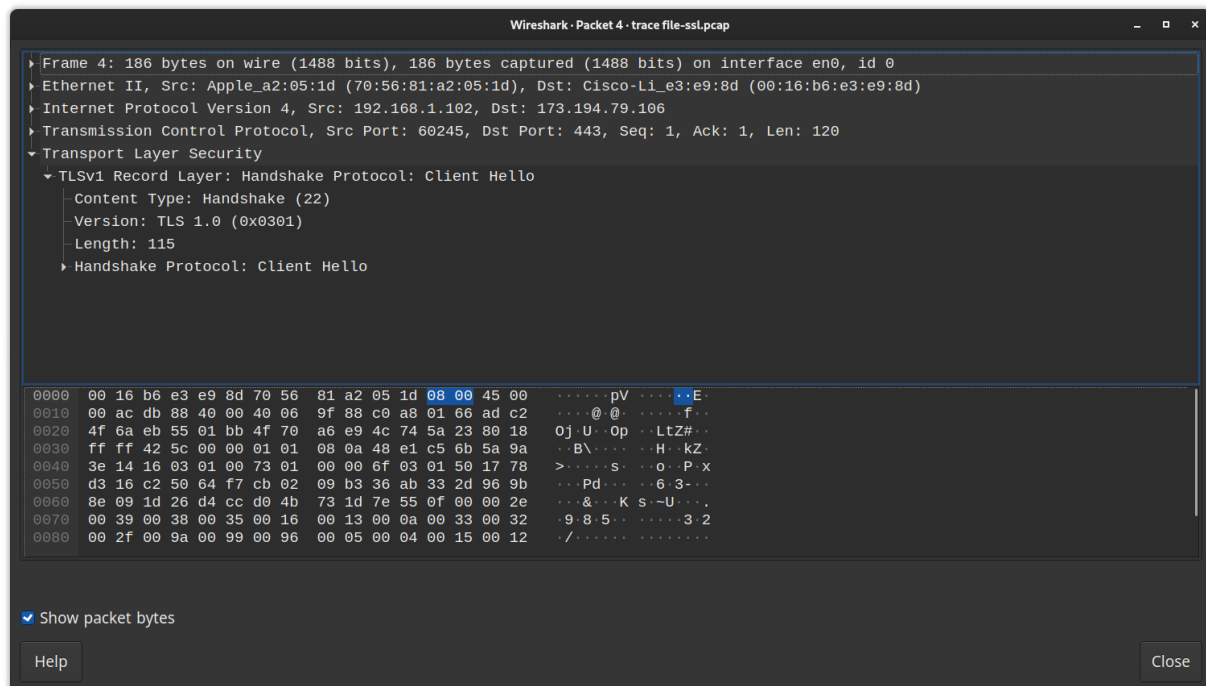 Wireshark · Packet 4 · trace file-ssl.pcap
Frame 4: 186 bytes on wire (1488 bits), 186 bytes captured (1488 bits) on interface en0, id 0
Ethernet II, Src: Apple_a2:05:1d (70:56:81:a2:05:1d), Dst: Cisco-Li_e3:e9:8d (00:16:b6:e3:e9:8d)
Internet Protocol Version 4, Src: 192.168.1.102, Dst: 173.194.79.106
Transmission Control Protocol, Src Port: 60245, Dst Port: 443, Seq: 1, Ack: 1, Len: 120
Transport Layer Security
TLSv1 Record Layer: Handshake Protocol: Client Hello
Content Type: Handshake (22)
Version: TLS 1.0 (0x0301)
Length: 115
Handshake Protocol: Client Hello
0000 00 16 b6 e3 e9 8d 70 56 81 a2 05 1d 08 00 45 00 ······pV ······E·
0010 00 ac db 88 40 00 40 06 9f 88 c0 a8 01 66 ad c2 ····@·@· ·····f··
0020 4f 6a eb 55 01 bb 4f 70 a6 e9 4c 74 5a 23 80 18 Oj·U··Op ··LtZ#··
0030 ff ff 42 5c 00 00 01 01 08 0a 48 e1 c5 6b 5a 9a ··B\···· ··H··kZ·
0040 3e 14 16 03 01 00 73 01 00 00 6f 03 01 50 17 78 >·····s· ··o··P·x
0050 d3 16 c2 50 64 f7 cb 02 09 b3 36 ab 33 2d 96 9b ···Pd··· ··6·3-··
0060 8e 09 1d 26 d4 cc d0 4b 73 1d 7e 55 0f 00 00 2e ···&···K s·~U···.
0070 00 39 00 38 00 35 00 16 00 13 00 0a 00 33 00 32 ·9·8·5·· ·····3·2
0080 00 2f 00 9a 00 99 00 96 00 05 00 04 00 15 00 12 ·/······ ········
Show packet bytes
Help
Close